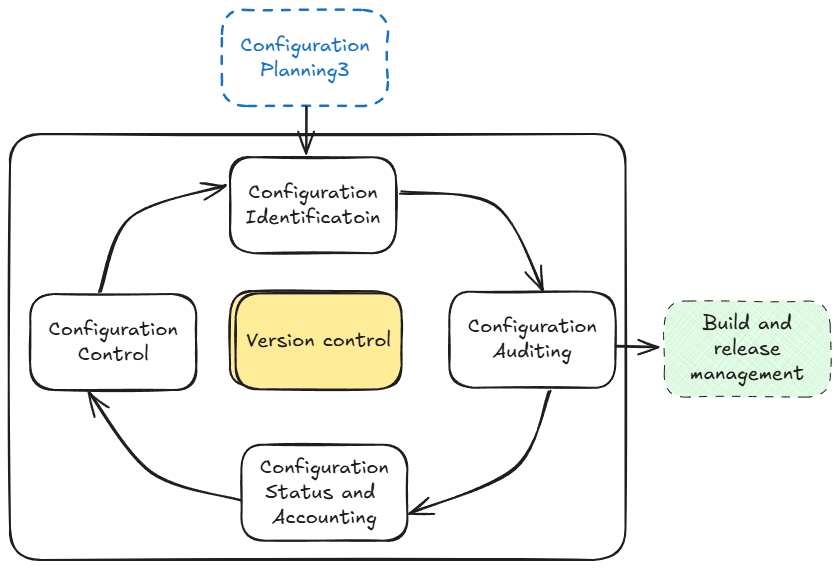 Configuration
Planning3
Configuration
Identificatoin
Configuration
Control
Version control
Configuration
Auditing
Build and
release
management
Configuration
Status and
Accounting